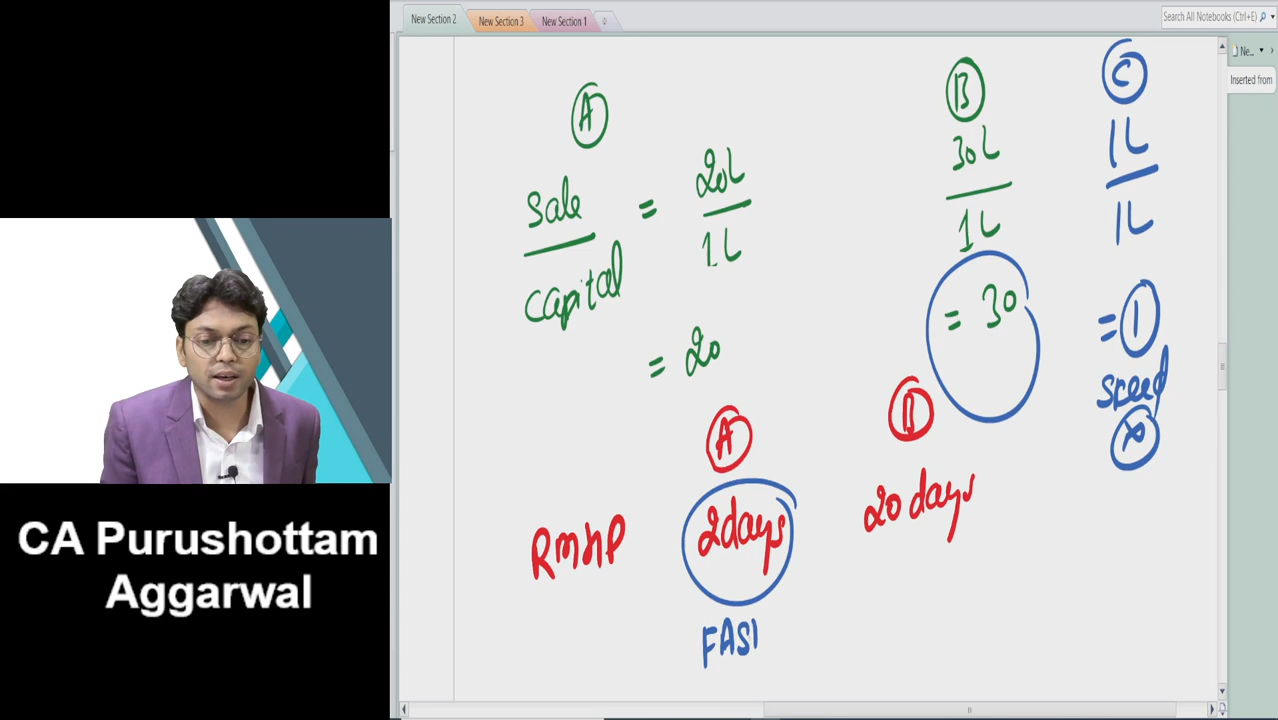 New Section 2 New Section 3 New Section 1
Search All Notebooks (Ctrl+E)
Ne...
Inserted from
A B C
Sale = 20L 30L 1L
Capital 1L 1L 1L
= 20 = 30 = 1
speed
A B
RMHP 2days 20 days
FAST
CA Purushottam
Aggarwal